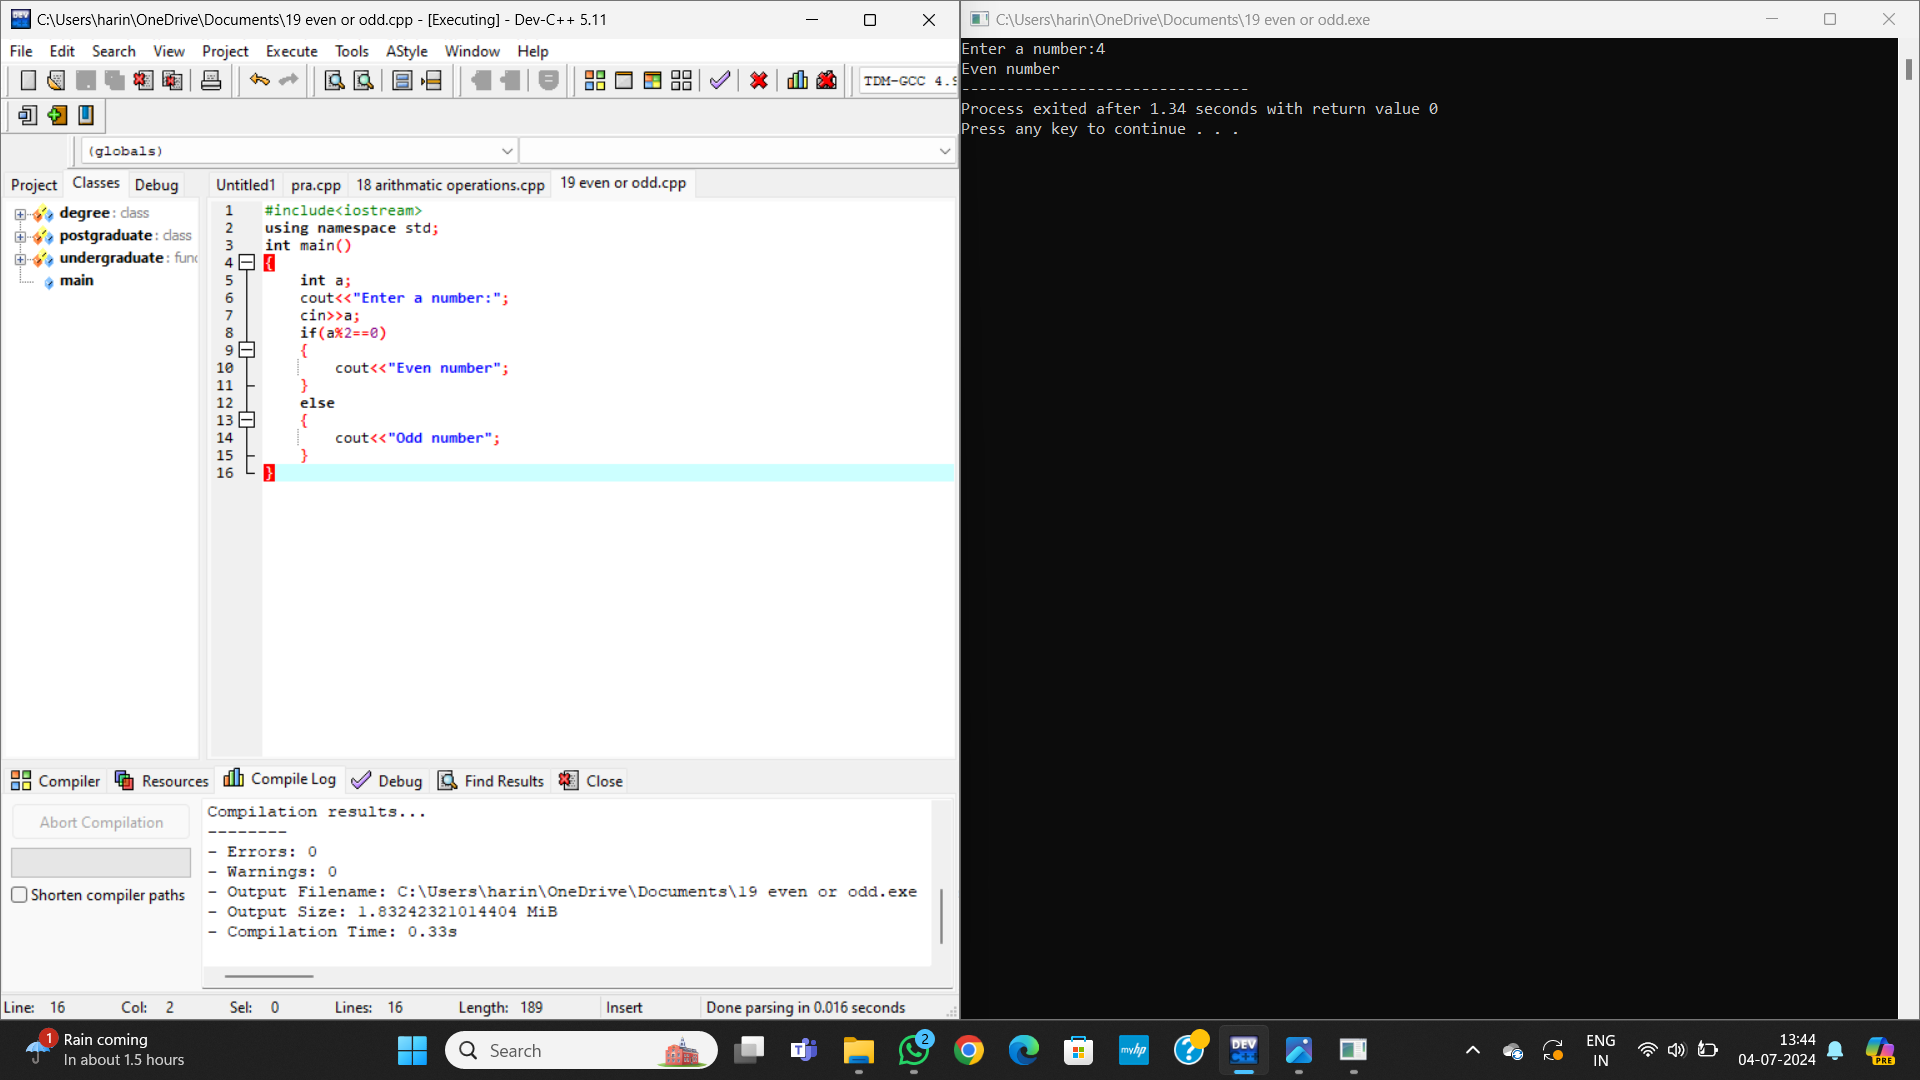 C:\Users\harin\OneDrive\Documents\19 even or odd.cpp - [Executing] - Dev-C++ 5.11
File Edit Search View Project Execute Tools AStyle Window Help
(globals)
Project Classes Debug
degree : class
postgraduate : class
undergraduate :
main
Untitled1 pra.cpp 18 arithmatic operations.cpp 19 even or odd.cpp
1 #include<iostream>
2 using namespace std;
3 int main()
4 {
5 int a;
6 cout<<"Enter a number:";
7 cin>>a;
8 if(a%2==0)
9 {
10 cout<<"Even number";
11 }
12 else
13 {
14 cout<<"Odd number";
15 }
16 }
Compiler Resources Compile Log Debug Find Results Close
Abort Compilation
Shorten compiler paths
Compilation results...
--------
- Errors: 0
- Warnings: 0
- Output Filename: C:\Users\harin\OneDrive\Documents\19 even or odd.exe
- Output Size: 1.83242321014404 MiB
- Compilation Time: 0.33s
Line: 16 Col: 2 Sel: 0 Lines: 16 Length: 189 Insert Done parsing in 0.016 seconds
C:\Users\harin\OneDrive\Documents\19 even or odd.exe
Enter a number:4
Even number
--------------------------------
Process exited after 1.34 seconds with return value 0
Press any key to continue . . .
1
Rain coming
In about 1.5 hours
Search
2
myhp
DEV
PRE
ENG
IN
13:44
04-07-2024
TDM-GCC